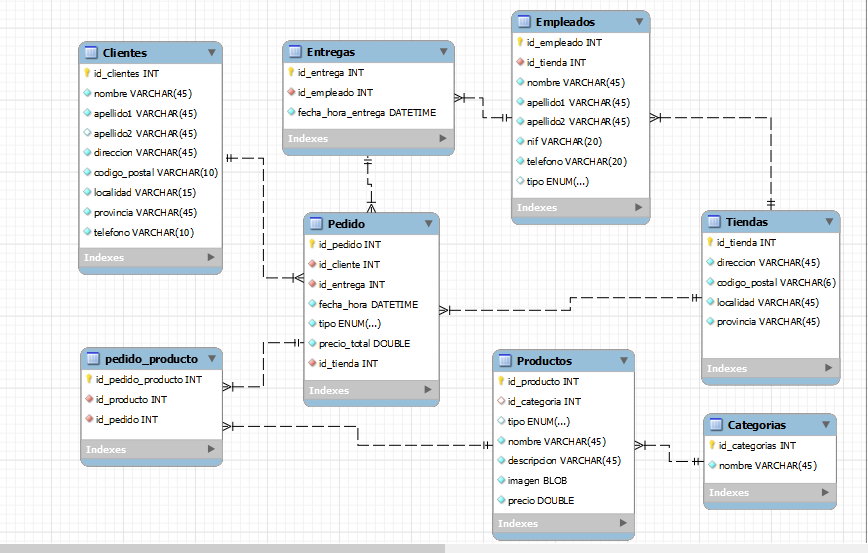 Clientes
id_clientes INT
nombre VARCHAR(45)
apellido1 VARCHAR(45)
apellido2 VARCHAR(45)
direccion VARCHAR(45)
codigo_postal VARCHAR(10)
localidad VARCHAR(15)
provincia VARCHAR(45)
telefono VARCHAR(10)
Indexes
Entregas
id_entrega INT
id_empleado INT
fecha_hora_entrega DATETIME
Indexes
Empleados
id_empleado INT
id_tienda INT
nombre VARCHAR(45)
apellido1 VARCHAR(45)
apellido2 VARCHAR(45)
nif VARCHAR(20)
telefono VARCHAR(20)
tipo ENUM(...)
Indexes
Pedido
id_pedido INT
id_cliente INT
id_entrega INT
fecha_hora DATETIME
tipo ENUM(...)
precio_total DOUBLE
id_tienda INT
Indexes
Tiendas
id_tienda INT
direccion VARCHAR(45)
codigo_postal VARCHAR(6)
localidad VARCHAR(45)
provincia VARCHAR(45)
Indexes
pedido_producto
id_pedido_producto INT
id_producto INT
id_pedido INT
Indexes
Productos
id_producto INT
id_categoria INT
tipo ENUM(...)
nombre VARCHAR(45)
descripcion VARCHAR(45)
imagen BLOB
precio DOUBLE
Indexes
Categorias
id_categorias INT
nombre VARCHAR(45)
Indexes